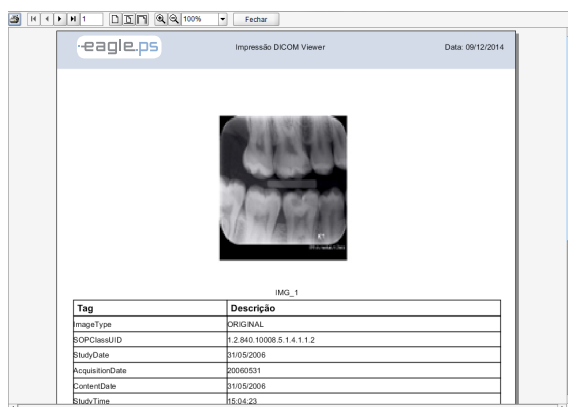 1
100%
Fechar
eagle.ps
Impressão DICOM Viewer
Data: 09/12/2014
IMG_1
Tag Descrição
ImageType ORIGINAL
SOPClassUID 1.2.840.10008.5.1.4.1.1.2
StudyDate 31/05/2006
AcquisitionDate 20060531
ContentDate 31/05/2006
StudyTime 15:04:23